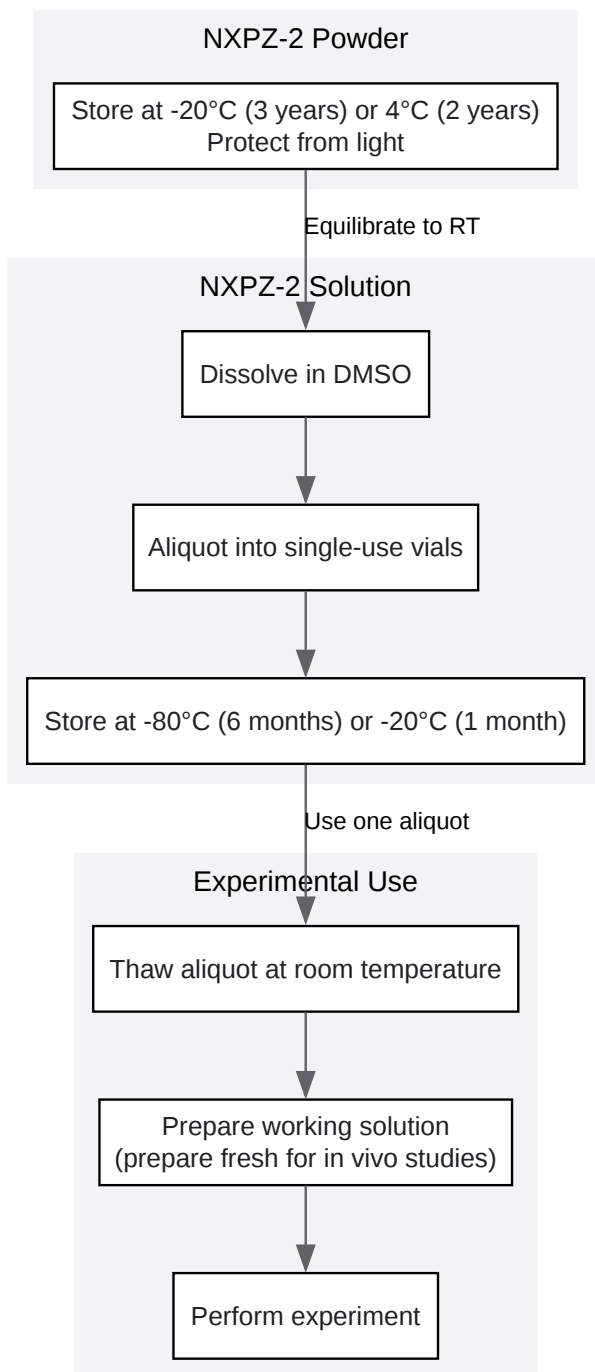 NXPZ-2 Powder
Store at -20°C (3 years) or 4°C (2 years)
Protect from light
Equilibrate to RT
NXPZ-2 Solution
Dissolve in DMSO
Aliquot into single-use vials
Store at -80°C (6 months) or -20°C (1 month)
Use one aliquot
Experimental Use
Thaw aliquot at room temperature
Prepare working solution
(prepare fresh for in vivo studies)
Perform experiment